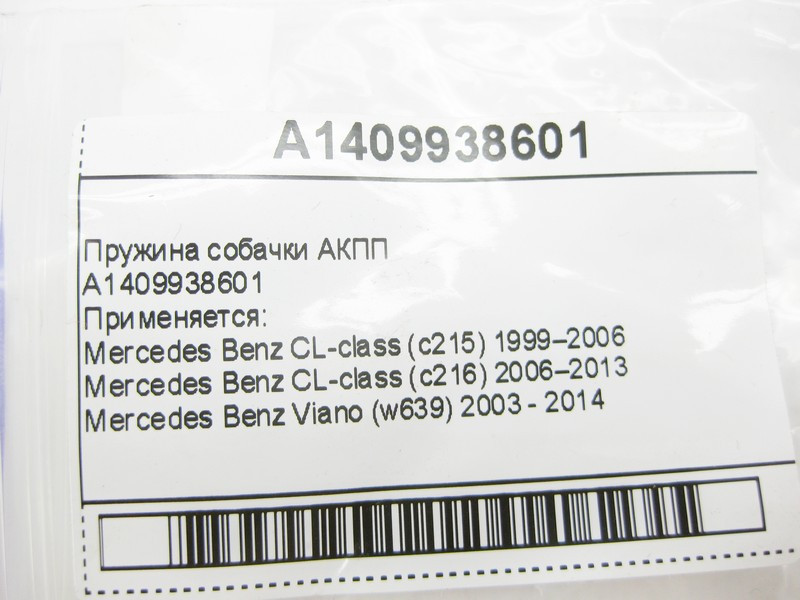 A1409938601
Пружина собачки АКПП
A1409938601
Применяется:
Mercedes Benz CL-class (c215) 1999–2006
Mercedes Benz CL-class (c216) 2006–2013
Mercedes Benz Viano (w639) 2003 - 2014